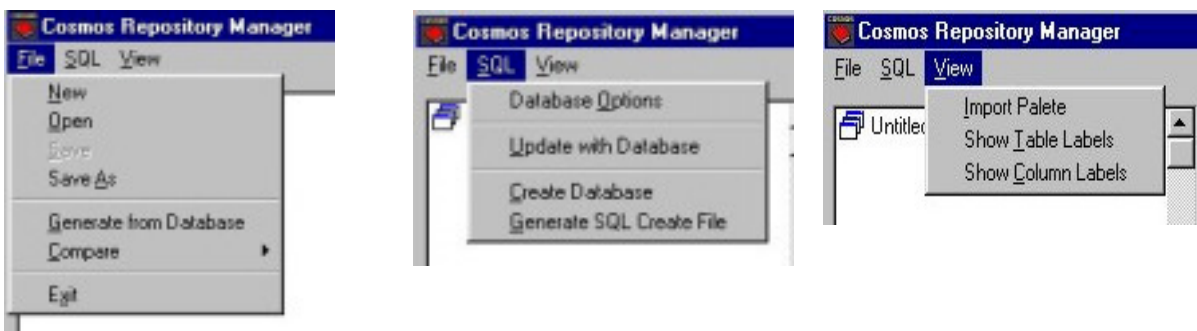 Cosmos Repository Manager
File SQL View
New
Open
Save
Save As
Generate from Database
Compare
Exit
Cosmos Repository Manager
File SQL View
Database Options
Update with Database
Create Database
Generate SQL Create File
Cosmos Repository Manager
File SQL View
Untitled
Import Palete
Show Table Labels
Show Column Labels